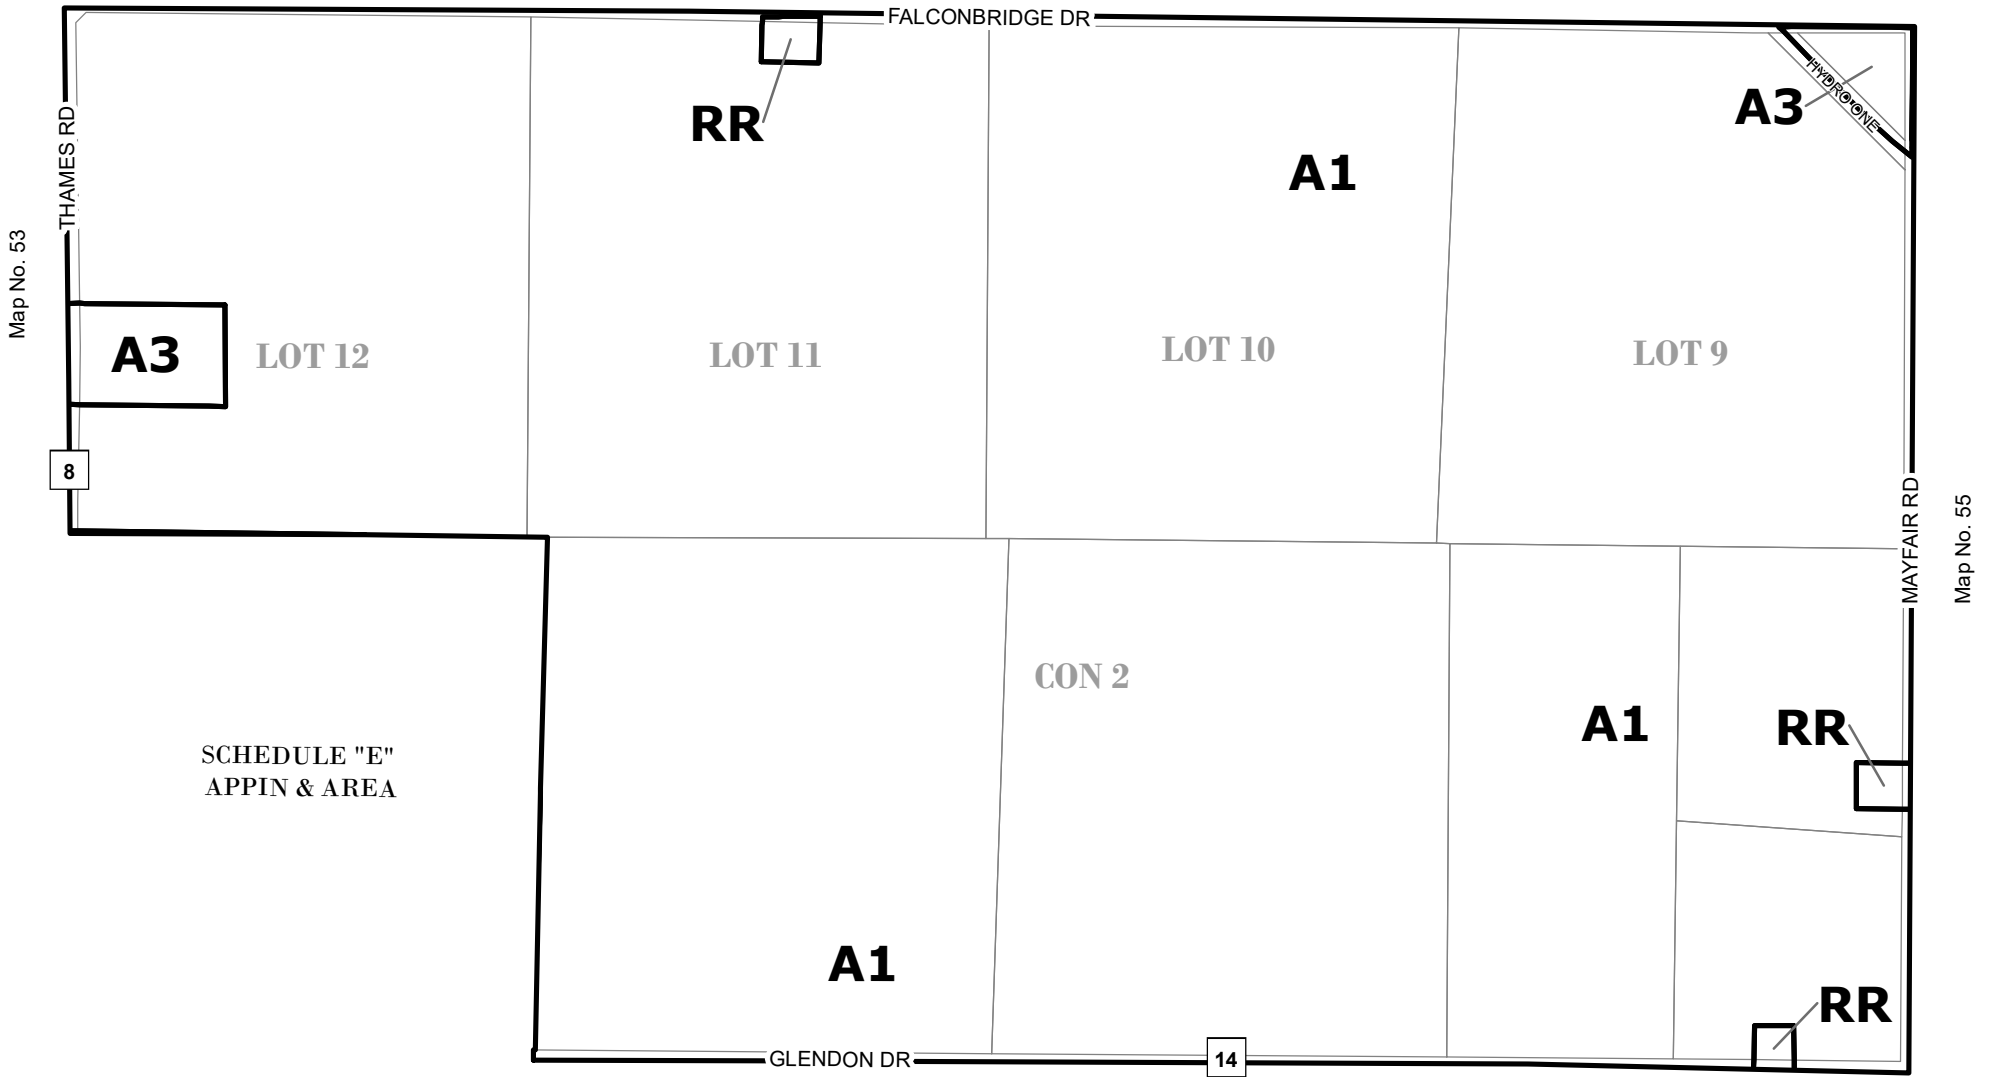 FALCONBRIDGE DR
THAMES RD
Map No. 53
RR
A1
A3
HYDRO ONE
A3
LOT 12
LOT 11
LOT 10
LOT 9
8
MAYFAIR RD
Map No. 55
CON 2
A1
RR
SCHEDULE "E"
APPIN & AREA
A1
RR
GLENDON DR
14